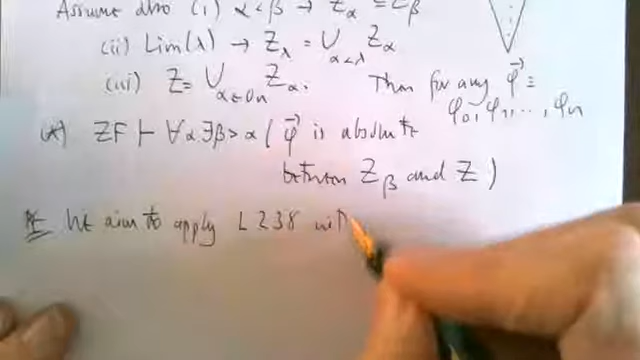 Assume also (i) α<β → Z_α ⊆ Z_β
(ii) Lim(λ) → Z_λ = ∪_{α<λ} Z_α
(iii) Z = ∪_{α∈On} Z_α. Then for any φ⃗ =
φ_0, φ_1, ..., φ_n
(*) ZF ⊢ ∀α∃β>α (φ⃗ is absolute
between Z_β and Z)
Pf We aim to apply L 2.38 with